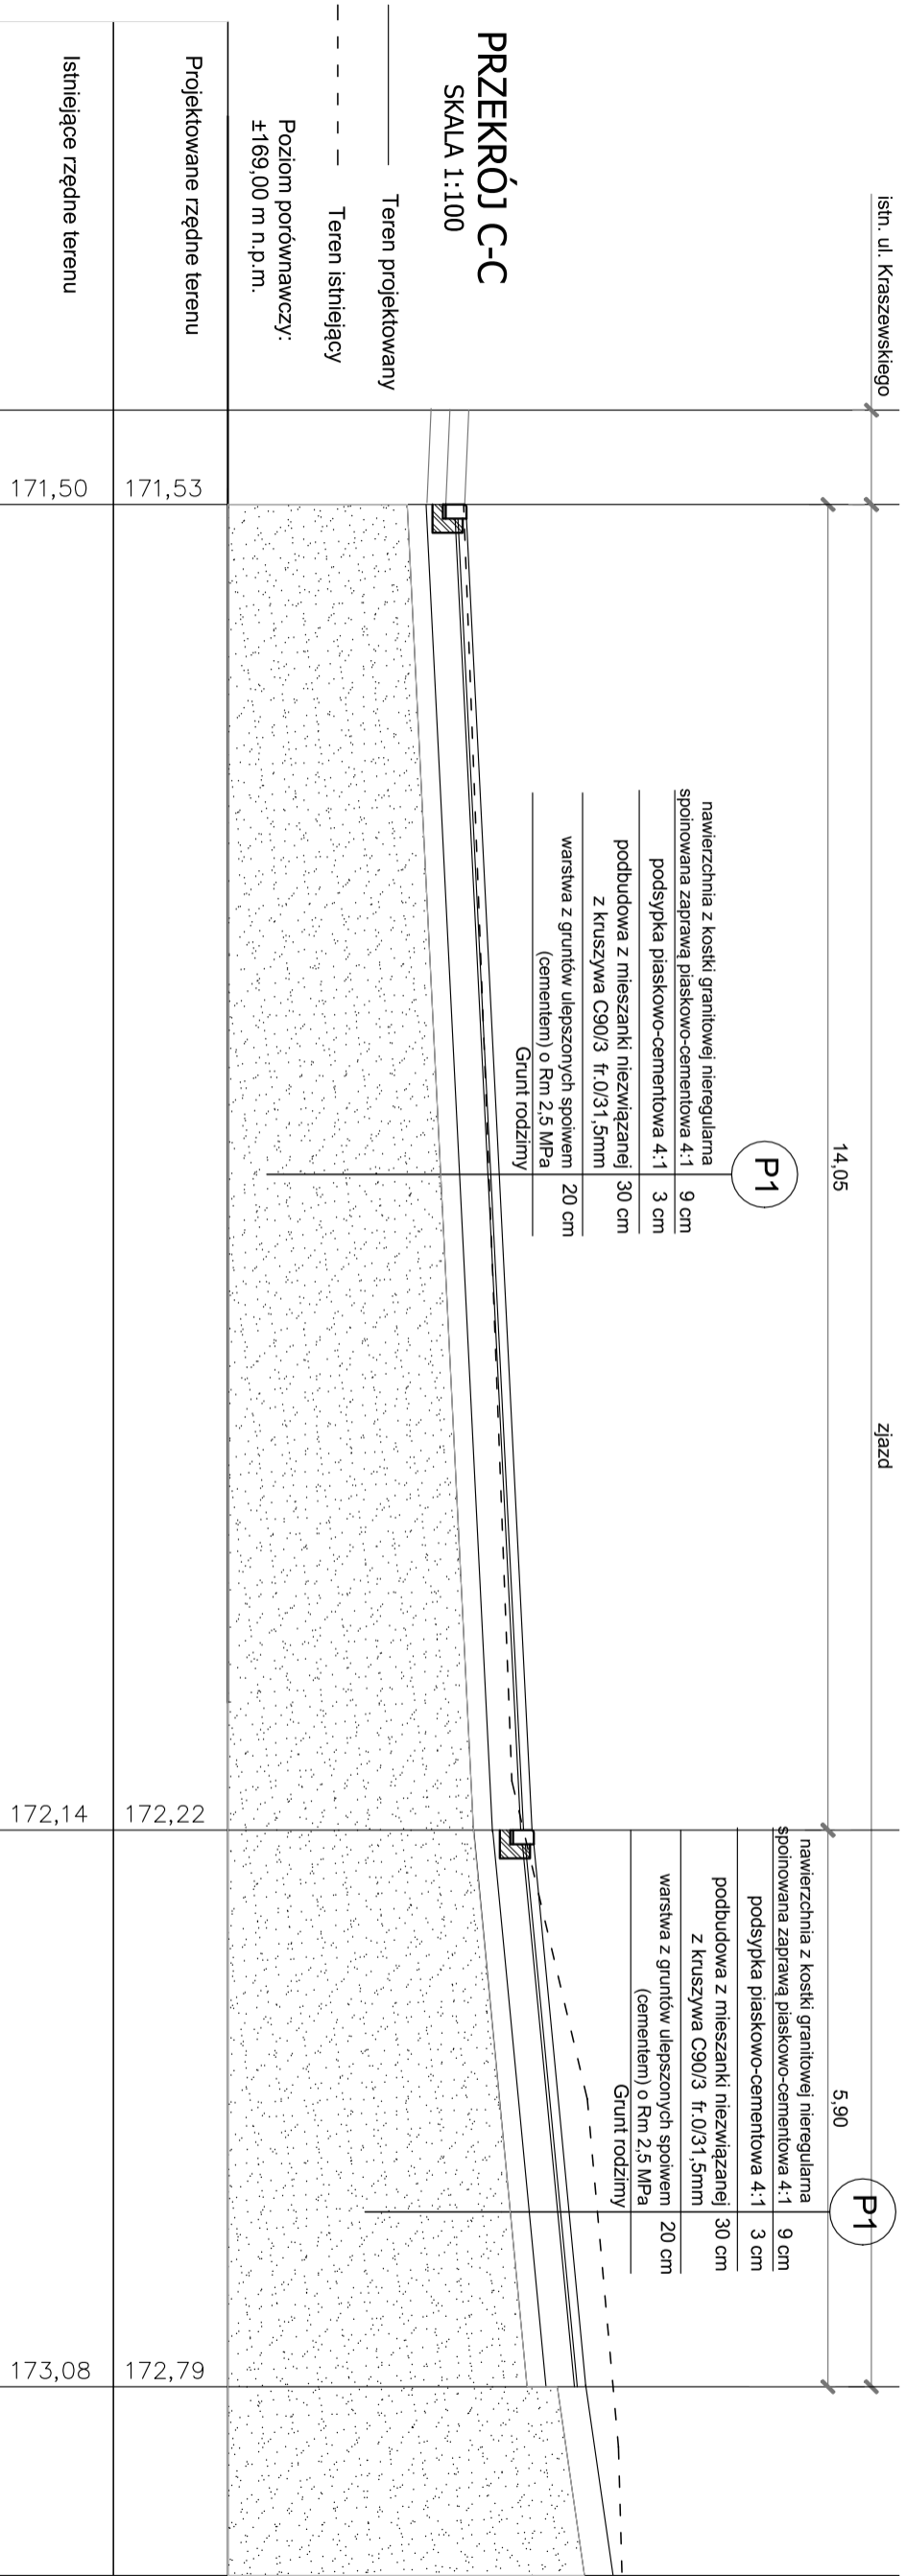 istn. ul. Kraszewskiego
zjazd
14,05
5,90
PRZEKRÓJ C-C
SKALA 1:100
Teren projektowany
Teren istniejący
Poziom porównawczy:
±169,00 m n.p.m.
P1
nawierzchnia z kostki granitowej nieregularna
spoinowana zaprawą piaskowo-cementowa 4:1 9 cm
podsypka piaskowo-cementowa 4:1 3 cm
podbudowa z mieszanki niezwiązanej 30 cm
z kruszywa C90/3 fr.0/31,5mm
warstwa z gruntów ulepszonych spoiwem 20 cm
(cementem) o Rm 2,5 MPa
Grunt rodzimy
P1
nawierzchnia z kostki granitowej nieregularna
spoinowana zaprawą piaskowo-cementowa 4:1 9 cm
podsypka piaskowo-cementowa 4:1 3 cm
podbudowa z mieszanki niezwiązanej 30 cm
z kruszywa C90/3 fr.0/31,5mm
warstwa z gruntów ulepszonych spoiwem 20 cm
(cementem) o Rm 2,5 MPa
Grunt rodzimy
Projektowane rzędne terenu
171,53
172,22
172,79
Istniejące rzędne terenu
171,50
172,14
173,08